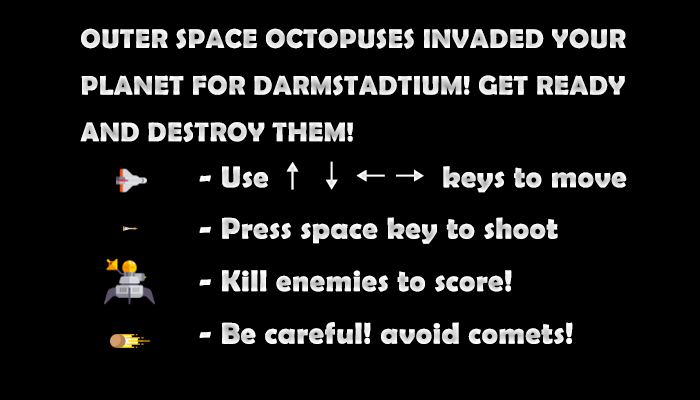 OUTER SPACE OCTOPUSES INVADED YOUR
PLANET FOR DARMSTADTIUM! GET READY
AND DESTROY THEM!
- Use ↑ ↓ ← → keys to move
- Press space key to shoot
- Kill enemies to score!
- Be careful! avoid comets!